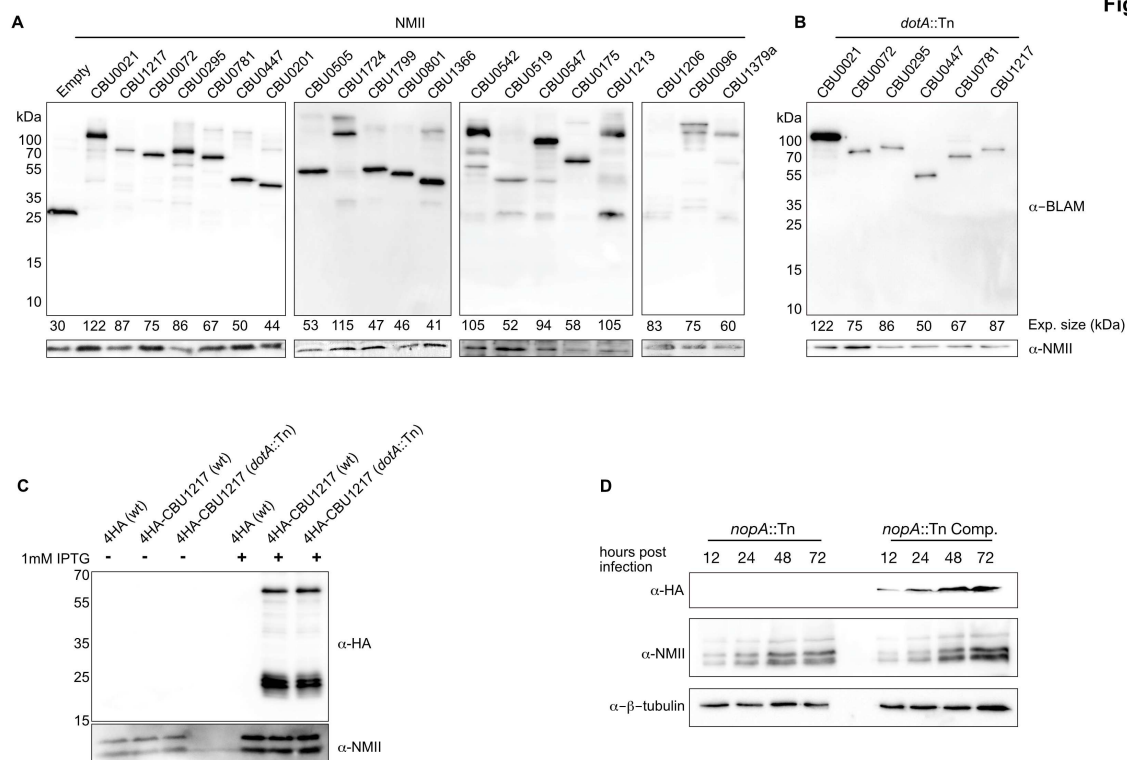 Fig
A
NMII
Empty CBU0021 CBU1217 CBU0072 CBU0295 CBU0781 CBU0447 CBU0201 CBU0505 CBU1724 CBU1799 CBU0801 CBU1366 CBU0542 CBU0519 CBU0547 CBU0175 CBU1213 CBU1206 CBU0096 CBU1379a
kDa
100
70
55
35
25
15
10
30 122 87 75 86 67 50 44 53 115 47 46 41 105 52 94 58 105 83 75 60
B
dotA::Tn
CBU0021 CBU0072 CBU0295 CBU0447 CBU0781 CBU1217
kDa
100
70
55
35
25
15
10
α−BLAM
122 75 86 50 67 87 Exp. size (kDa)
α-NMII
C
4HA (wt) 4HA-CBU1217 (wt) 4HA-CBU1217 (dotA::Tn) 4HA (wt) 4HA-CBU1217 (wt) 4HA-CBU1217 (dotA::Tn)
1mM IPTG - - - + + +
70
55
35
25
15
α-HA
α-NMII
D
nopA::Tn nopA::Tn Comp.
hours post
infection
12 24 48 72 12 24 48 72
α-HA
α-NMII
α−β−tubulin